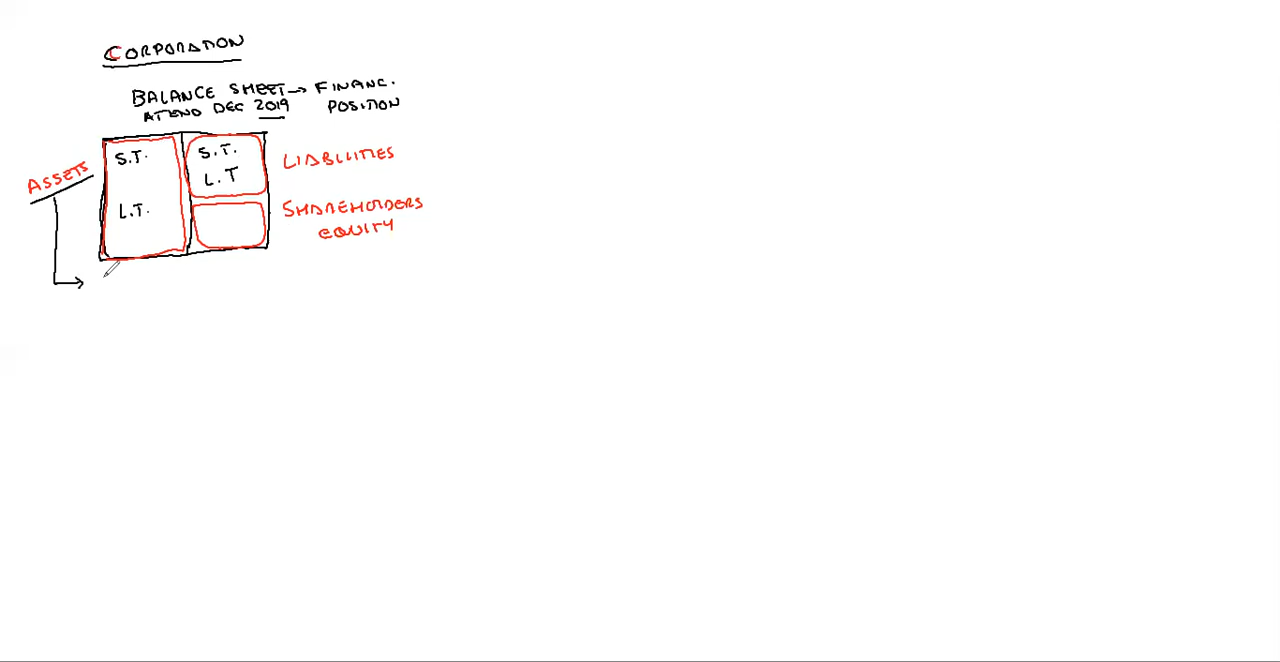 CORPORATION
BALANCE SHEET → FINANC.
AT END DEC 2019 POSITION
S.T. S.T.
LIABILITIES
L.T
ASSETS
L.T.
SHAREHOLDERS
EQUITY